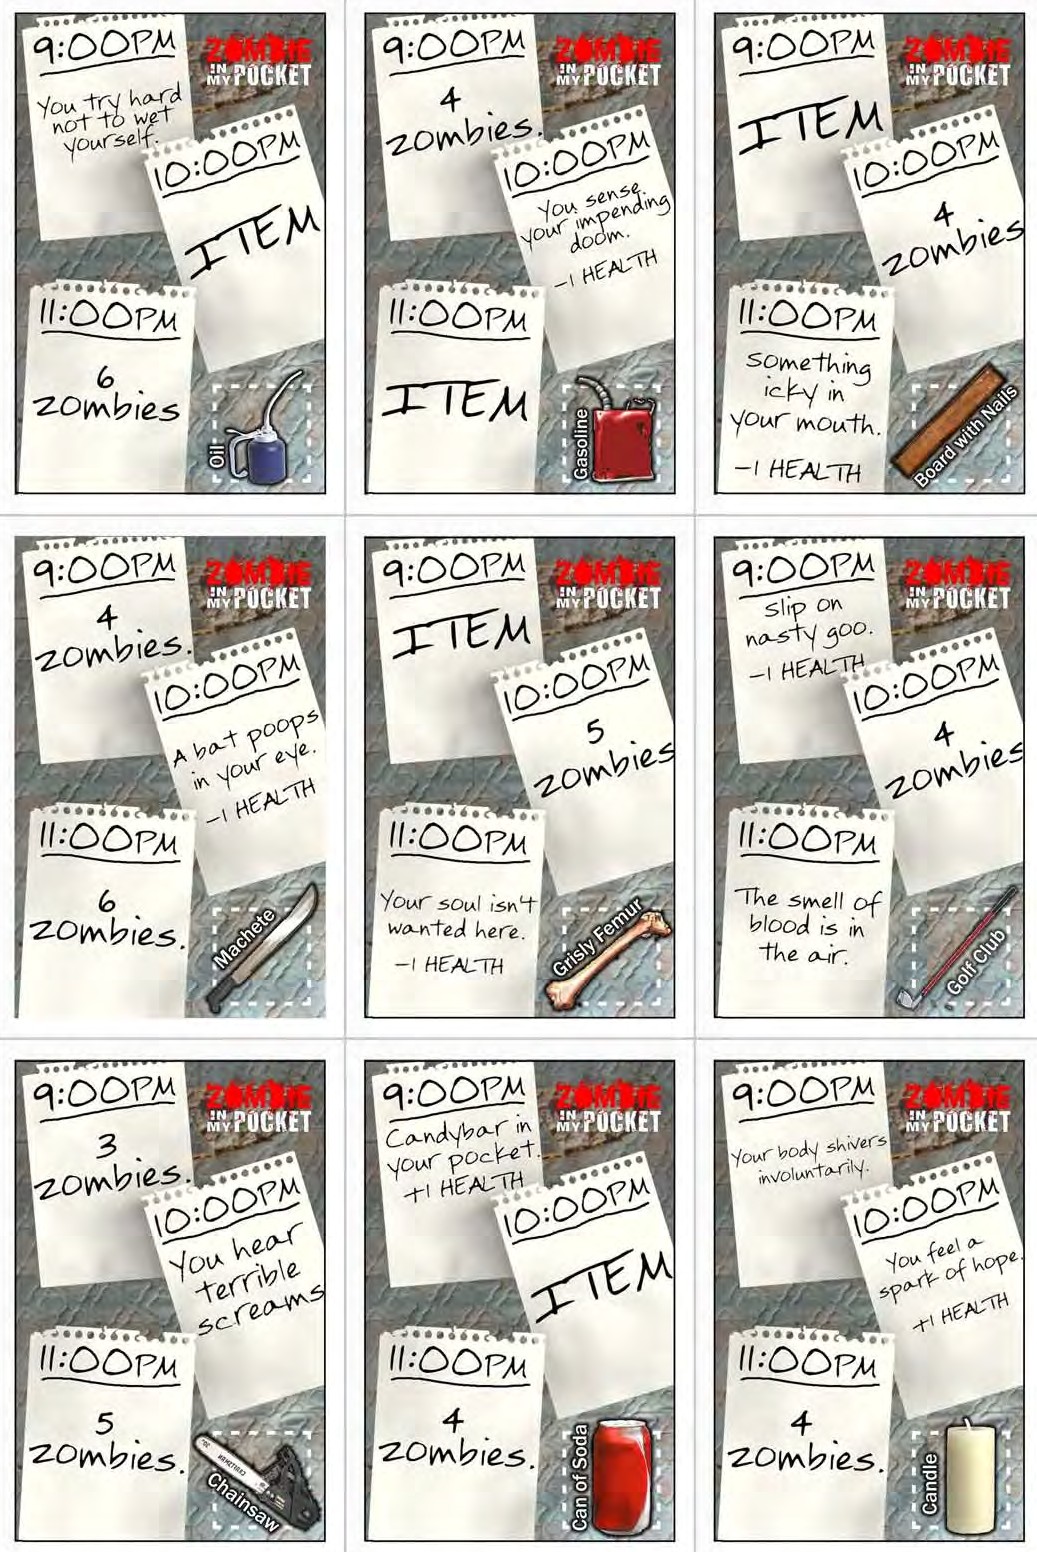 9:00PM
You try hard
not to wet
yourself.
ZOMBIE
IN MY POCKET
10:00PM
ITEM
11:00PM
6
zombies
Oil
9:00PM
4
zombies.
ZOMBIE
IN MY POCKET
10:00PM
You sense
your impending
doom.
-1 HEALTH
11:00PM
ITEM
Gasoline
9:00PM
ITEM
ZOMBIE
IN MY POCKET
10:00PM
4
zombies
11:00PM
Something
icky in
your mouth.
-1 HEALTH
Board with Nails
9:00PM
4
zombies.
ZOMBIE
IN MY POCKET
10:00PM
A bat poops
in your eye.
-1 HEALTH
11:00PM
6
zombies.
Machete
9:00PM
ITEM
ZOMBIE
IN MY POCKET
10:00PM
5
zombies
11:00PM
Your soul isn't
wanted here.
-1 HEALTH
Grisly Femur
9:00PM
Slip on
nasty goo.
-1 HEALTH
ZOMBIE
IN MY POCKET
10:00PM
4
zombies
11:00PM
The smell of
blood is in
the air.
Golf Club
9:00PM
3
zombies.
ZOMBIE
IN MY POCKET
10:00PM
You hear
terrible
screams
11:00PM
5
zombies.
Chainsaw
9:00PM
Candybar in
your pocket.
+1 HEALTH
ZOMBIE
IN MY POCKET
10:00PM
ITEM
11:00PM
4
zombies.
Can of Soda
9:00PM
Your body shivers
involuntarily.
ZOMBIE
IN MY POCKET
10:00PM
You feel a
spark of hope.
+1 HEALTH
11:00PM
4
zombies.
Candle